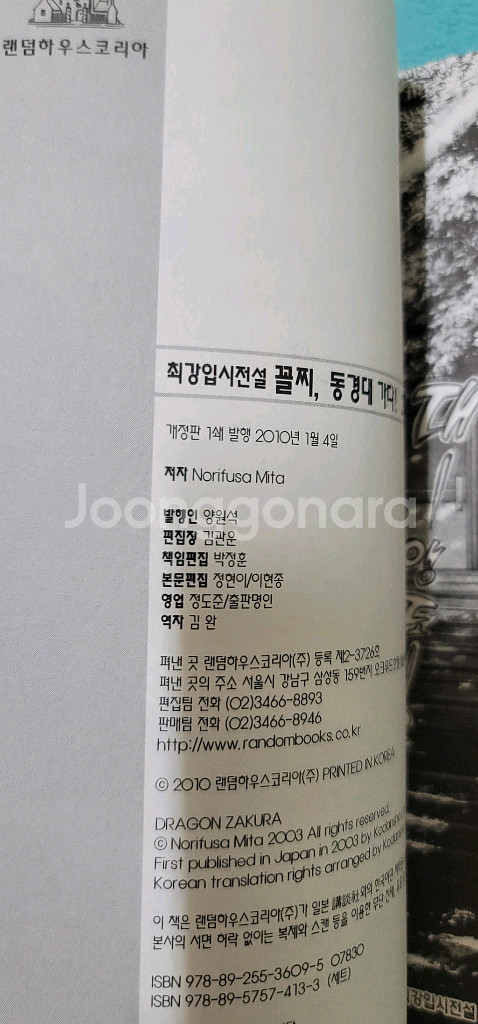 랜덤하우스코리아
최강입시전설 꼴찌, 동경대 가다!
개정판 1쇄 발행 2010년 1월 4일
저자 Norifusa Mita
Joonggonara
발행인 양원석
편집장 김관운
책임편집 박정훈
본문편집 정현이/이현종
영업 정도준/출판명인
역자 김 완
펴낸 곳 랜덤하우스코리아(주) 등록 제2-3726호
펴낸 곳의 주소 서울시 강남구 삼성동 159번지
편집팀 전화 (02)3466-8893
판매팀 전화 (02)3466-8946
http://www.randombooks.co.kr
© 2010 랜덤하우스코리아(주) PRINTED IN KOREA
DRAGON ZAKURA
© Norifusa Mita 2003 All rights reserved.
First published in Japan in 2003 by
Korean translation rights arranged by
이 책은 랜덤하우스코리아(주)가 일본 講談社와의 한국어판
본사의 서면 허락 없이는 복제와 스캔 등을 이용한 무단
ISBN 978-89-255-3609-5 07830
ISBN 978-89-5757-413-3 (세트)
강입시전설